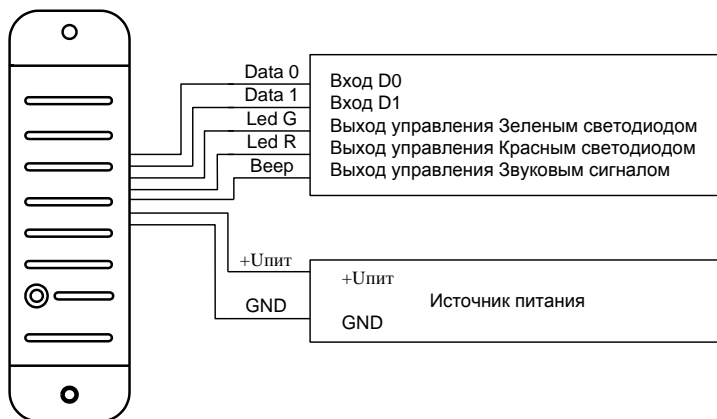 Data 0
Вход D0
Data 1
Вход D1
Led G
Выход управления Зеленым светодиодом
Led R
Выход управления Красным светодиодом
Beep
Выход управления Звуковым сигналом
+Uпит
+Uпит
Источник питания
GND
GND